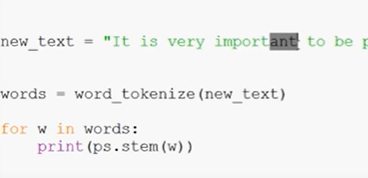 new_text = "It is very important to be p
words = word_tokenize(new_text)
for w in words:
    print(ps.stem(w))